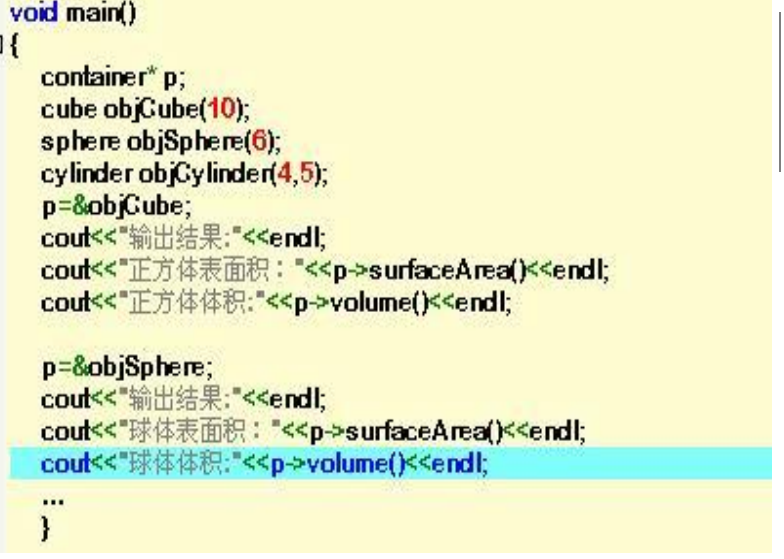 void main()
{
container* p;
cube objCube(10);
sphere objSphere(6);
cylinder objCylinder(4,5);
p=&objCube;
cout<<"输出结果:"<<endl;
cout<<"正方体表面积："<<p->surfaceArea()<<endl;
cout<<"正方体体积:"<<p->volume()<<endl;
p=&objSphere;
cout<<"输出结果:"<<endl;
cout<<"球体表面积："<<p->surfaceArea()<<endl;
cout<<"球体体积:"<<p->volume()<<endl;
...
}